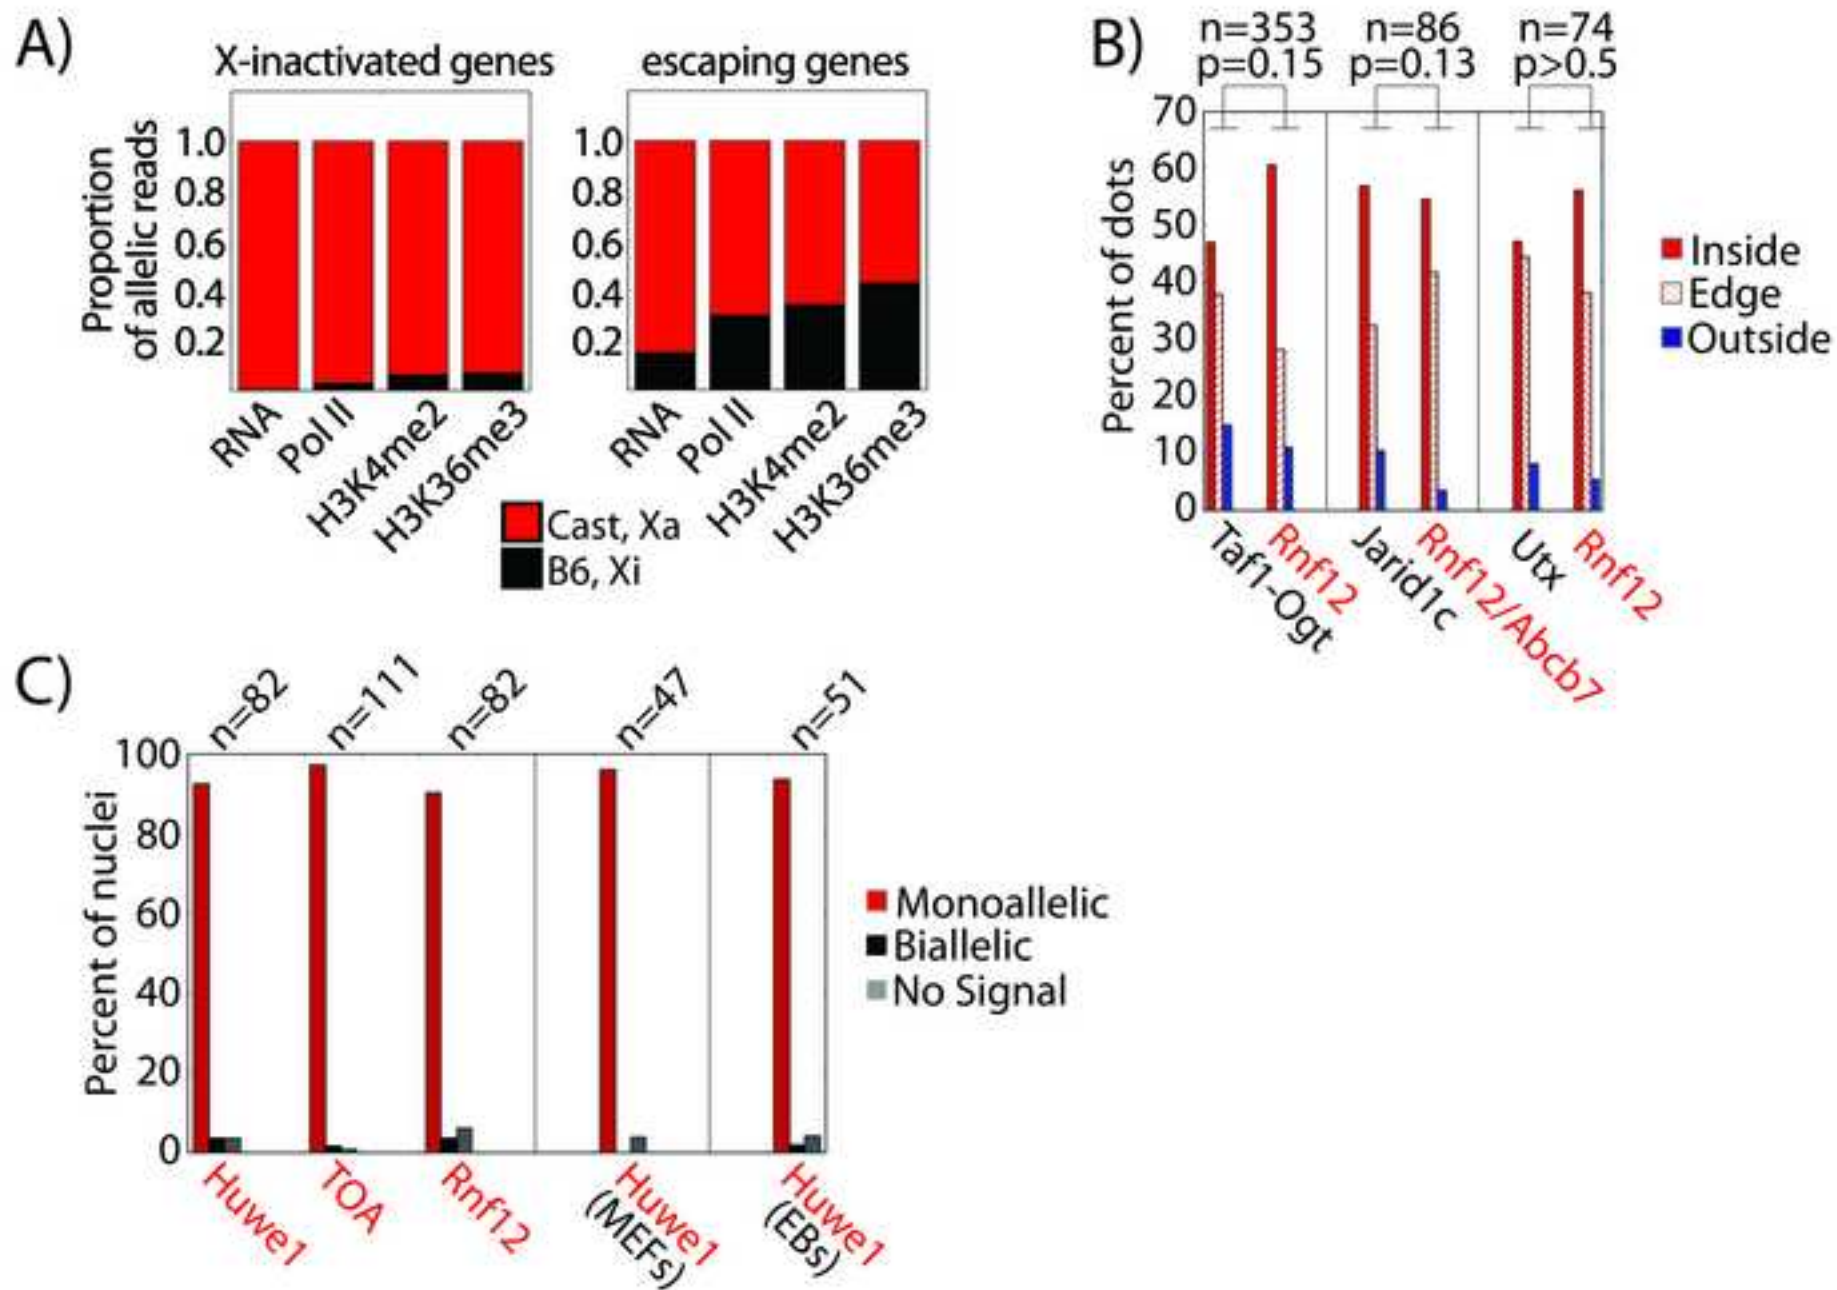 A)
X-inactivated genes
escaping genes
Proportion
of allelic reads
1.0
0.8
0.6
0.4
0.2
1.0
0.8
0.6
0.4
0.2
RNA
Pol II
H3K4me2
H3K36me3
RNA
Pol II
H3K4me2
H3K36me3
Cast, Xa
B6, Xi
B)
n=353
p=0.15
n=86
p=0.13
n=74
p>0.5
Percent of dots
70
60
50
40
30
20
10
0
Taf1-Ogt
Rnf12
Jarid1c
Rnf12/Abcb7
Utx
Rnf12
Inside
Edge
Outside
C)
n=82
n=111
n=82
n=47
n=51
Percent of nuclei
100
80
60
40
20
0
Huwe1
TOA
Rnf12
Huwe1
(MEFs)
Huwe1
(EBs)
Monoallelic
Biallelic
No Signal